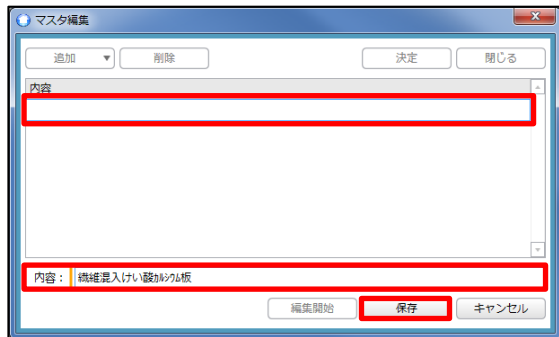 マスタ編集
追加 ▼ 削除 決定 閉じる
内容
内容： 繊維混入けい酸ｶﾙｼｳﾑ板
編集開始 保存 キャンセル